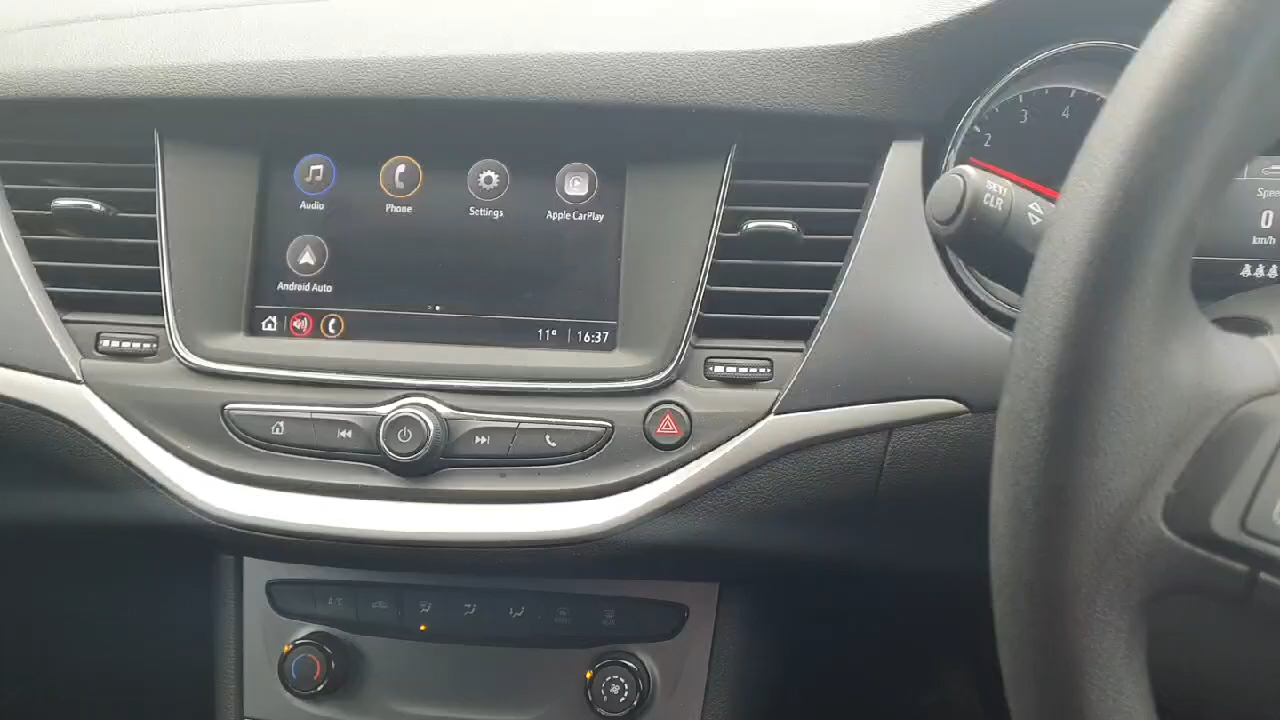 Audio
Phone
Settings
Apple CarPlay
Android Auto
11°
16:37
2
3
4
SET/
CLR
0
km/h
A/C